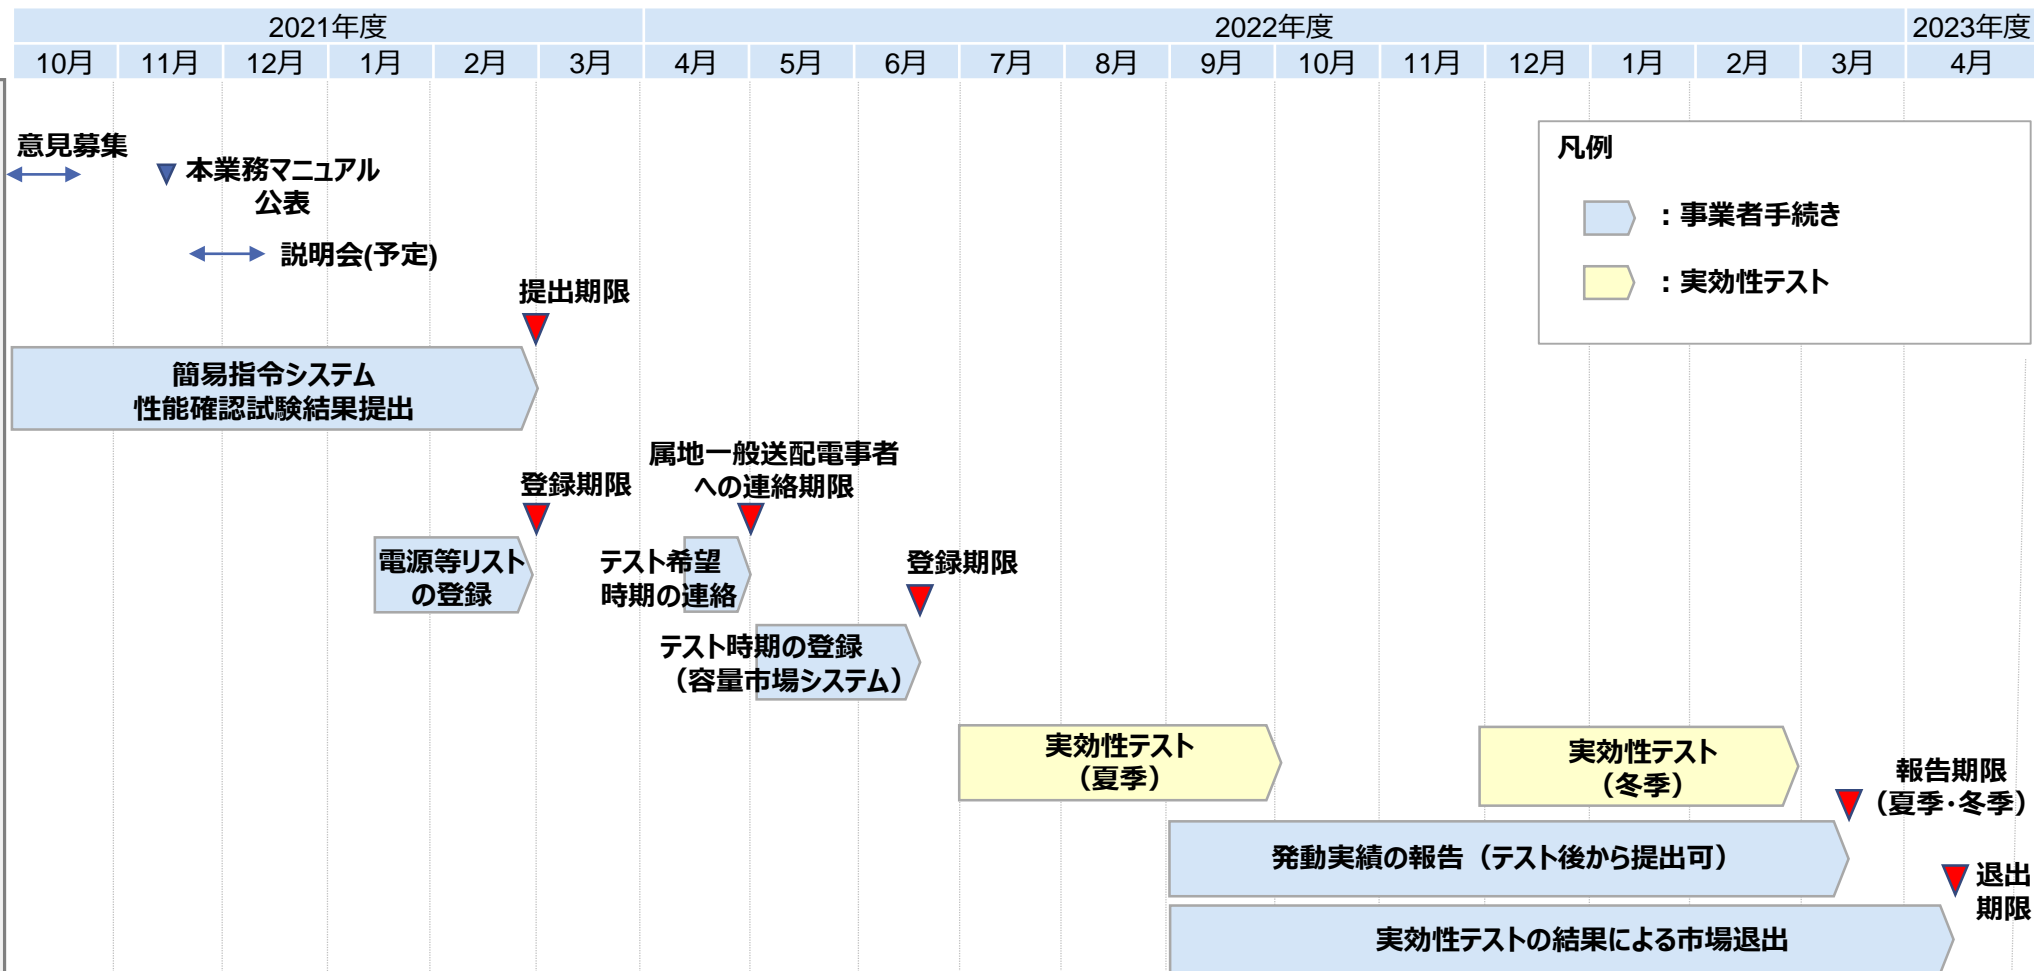 2021年度
2022年度
2023年度
10月
11月
12月
1月
2月
3月
4月
5月
6月
7月
8月
9月
10月
11月
12月
1月
2月
3月
4月
意見募集
本業務マニュアル
公表
説明会(予定)
凡例
：事業者手続き
：実効性テスト
提出期限
簡易指令システム
性能確認試験結果提出
登録期限
属地一般送配電事者
への連絡期限
電源等リスト
の登録
テスト希望
時期の連絡
登録期限
テスト時期の登録
（容量市場システム）
実効性テスト
（夏季）
実効性テスト
（冬季）
報告期限
（夏季・冬季）
発動実績の報告（テスト後から提出可）
退出
期限
実効性テストの結果による市場退出